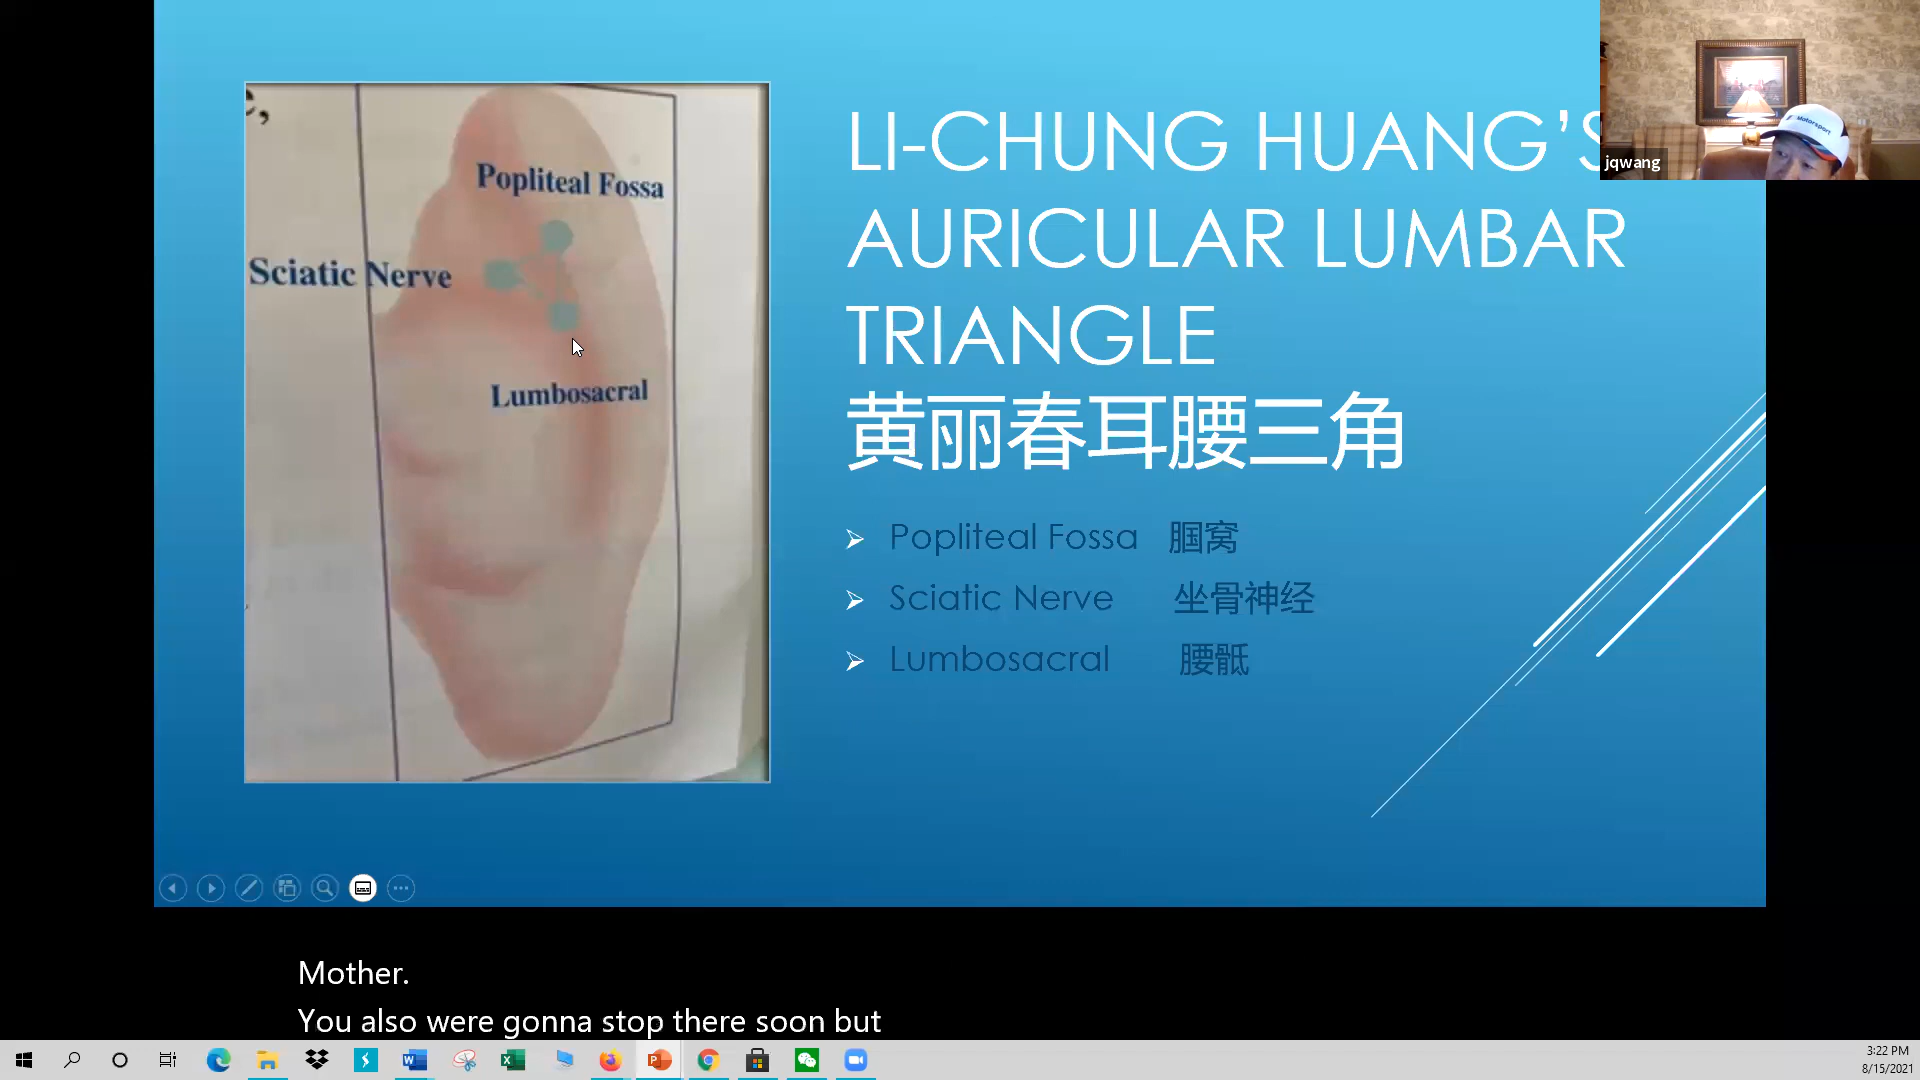 Popliteal Fossa
Sciatic Nerve
Lumbosacral
LI-CHUNG HUANG'S
AURICULAR LUMBAR
TRIANGLE
黄丽春耳腰三角
Popliteal Fossa 腘窝
Sciatic Nerve 坐骨神经
Lumbosacral 腰骶
jqwang
Motorsport
Mother.
You also were gonna stop there soon but
3:22 PM
8/15/2021